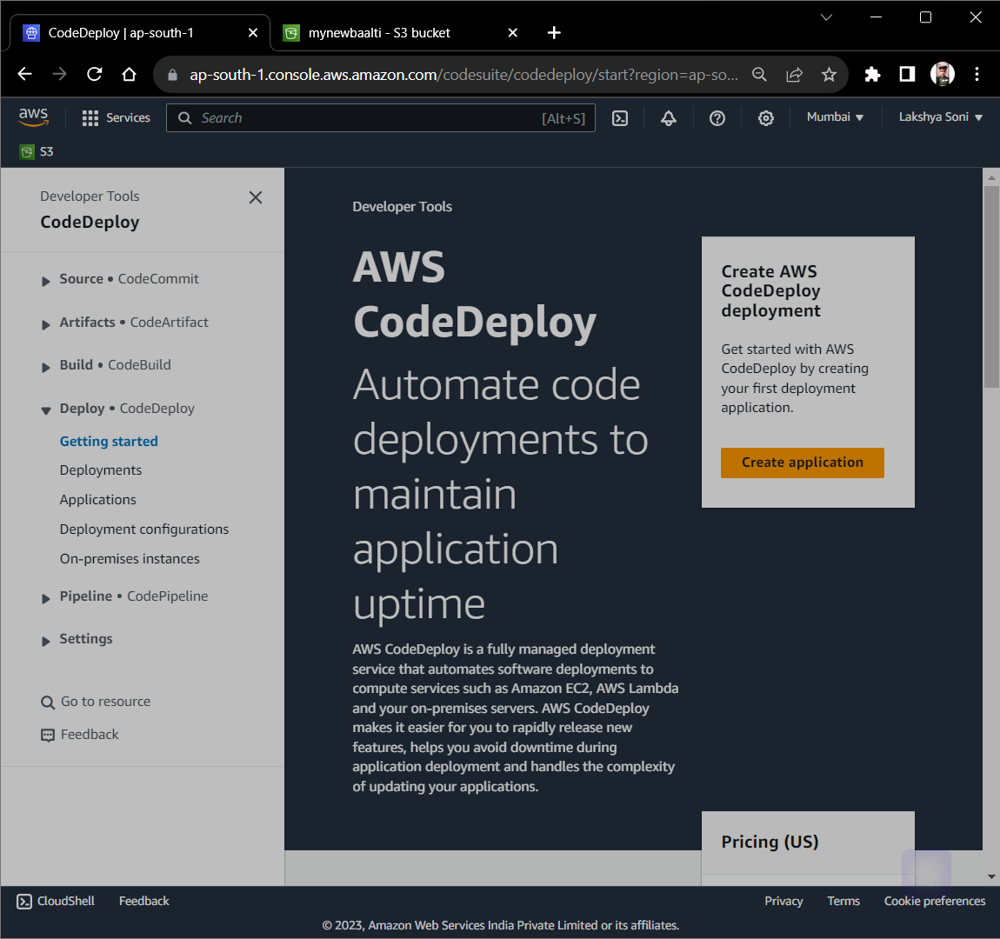 CodeDeploy | ap-south-1
mynewbaalti - S3 bucket
ap-south-1.console.aws.amazon.com/codesuite/codedeploy/start?region=ap-so...
aws
Services
Search
[Alt+S]
Mumbai
Lakshya Soni
S3
Developer Tools
CodeDeploy
Source • CodeCommit
Artifacts • CodeArtifact
Build • CodeBuild
Deploy • CodeDeploy
Getting started
Deployments
Applications
Deployment configurations
On-premises instances
Pipeline • CodePipeline
Settings
Go to resource
Feedback
Developer Tools
AWS
CodeDeploy
Automate code
deployments to
maintain
application
uptime
AWS CodeDeploy is a fully managed deployment
service that automates software deployments to
compute services such as Amazon EC2, AWS Lambda
and your on-premises servers. AWS CodeDeploy
makes it easier for you to rapidly release new
features, helps you avoid downtime during
application deployment and handles the complexity
of updating your applications.
Create AWS
CodeDeploy
deployment
Get started with AWS
CodeDeploy by creating
your first deployment
application.
Create application
Pricing (US)
CloudShell
Feedback
Privacy
Terms
Cookie preferences
© 2023, Amazon Web Services India Private Limited or its affiliates.